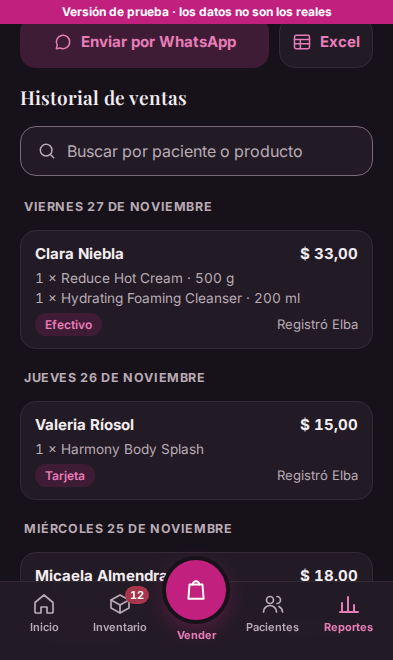 Versión de prueba · los datos no son los reales
Enviar por WhatsApp
Excel
Historial de ventas
Buscar por paciente o producto
VIERNES 27 DE NOVIEMBRE
Clara Niebla
$ 33,00
1 × Reduce Hot Cream · 500 g
1 × Hydrating Foaming Cleanser · 200 ml
Efectivo
Registró Elba
JUEVES 26 DE NOVIEMBRE
Valeria Ríosol
$ 15,00
1 × Harmony Body Splash
Tarjeta
Registró Elba
MIÉRCOLES 25 DE NOVIEMBRE
Micaela Almendra
$ 18,00
12
Inicio
Inventario
Vender
Pacientes
Reportes